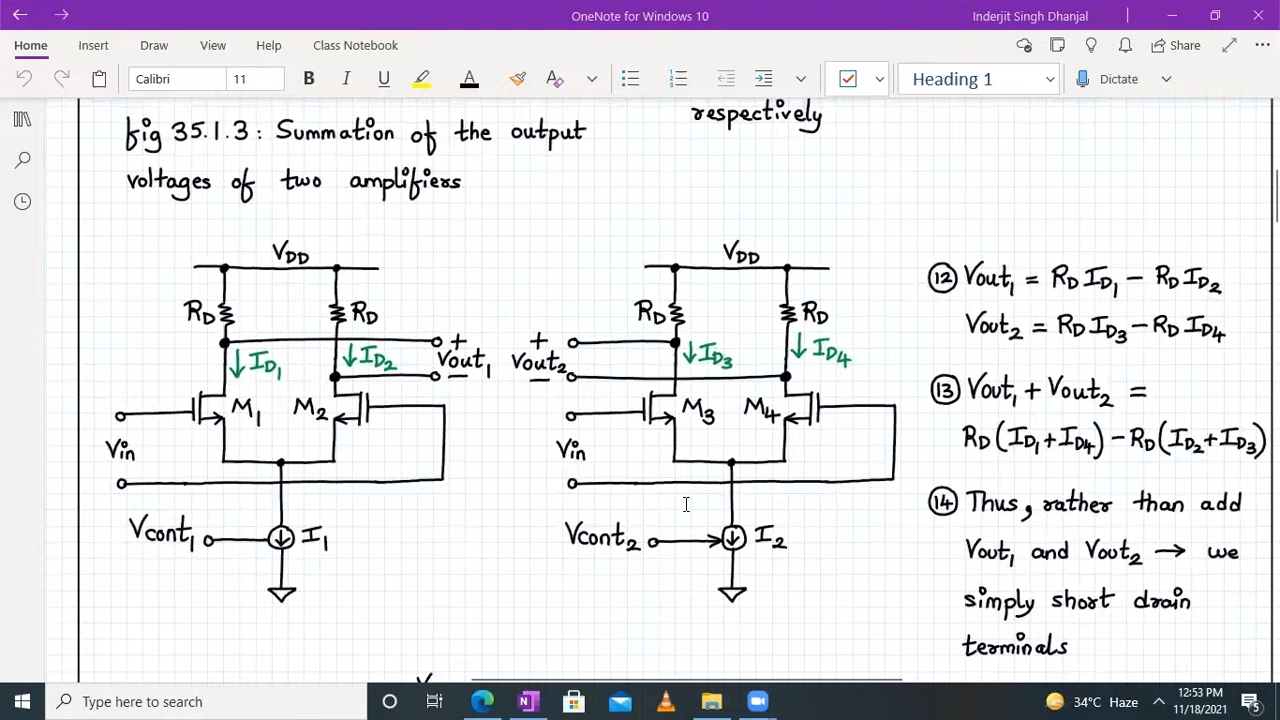 OneNote for Windows 10
Inderjit Singh Dhanjal
Home Insert Draw View Help Class Notebook
Share
Calibri 11 B I U A A Heading 1 Dictate
respectively
fig 35.1.3: Summation of the output
voltages of two amplifiers
VDD
RD RD
+
Vout1
−
ID1 ID2
M1 M2
Vin
Vcont1 I1
VDD
RD RD
+
Vout2
−
ID3 ID4
M3 M4
Vin
Vcont2 I2
12 Vout1 = RD ID1 − RD ID2
Vout2 = RD ID3 − RD ID4
13 Vout1 + Vout2 =
RD (ID1 + ID4) − RD (ID2 + ID3)
14 Thus, rather than add
Vout1 and Vout2 → we
simply short drain
terminals
Type here to search
34°C Haze
12:53 PM
11/18/2021
5